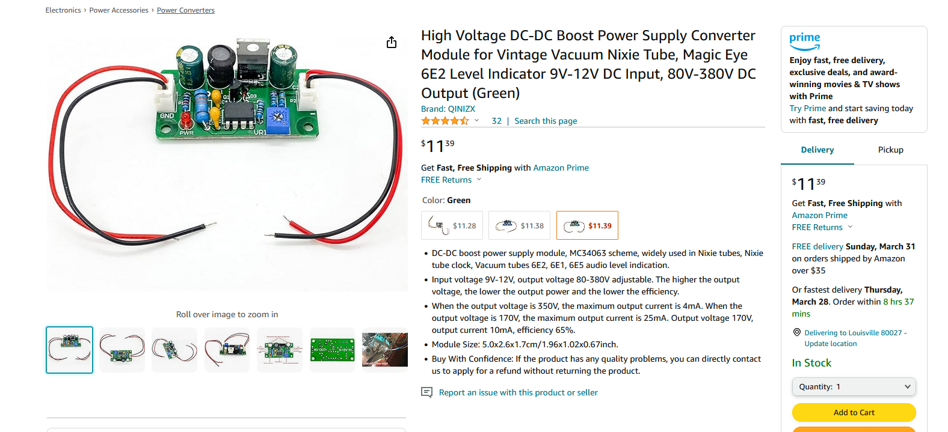 Electronics › Power Accessories › Power Converters
High Voltage DC-DC Boost Power Supply Converter
Module for Vintage Vacuum Nixie Tube, Magic Eye
6E2 Level Indicator 9V-12V DC Input, 80V-380V DC
Output (Green)
Brand: QINIZX
32 | Search this page
$11 39
Get Fast, Free Shipping with Amazon Prime
FREE Returns
Color: Green
$11.28
$11.38
$11.39
• DC-DC boost power supply module, MC34063 scheme, widely used in Nixie tubes, Nixie
tube clock, Vacuum tubes 6E2, 6E1, 6E5 audio level indication.
• Input voltage 9V-12V, output voltage 80-380V adjustable. The higher the output
voltage, the lower the output power and the lower the efficiency.
• When the output voltage is 350V, the maximum output current is 4mA. When the
output voltage is 170V, the maximum output current is 25mA. Output voltage 170V,
output current 10mA, efficiency 65%.
• Module Size: 5.0x2.6x1.7cm/1.96x1.02x0.67inch.
• Buy With Confidence: If the product has any quality problems, you can directly contact
us to apply for a refund without returning the product.
Report an issue with this product or seller
GND
PWR
VR1
Roll over image to zoom in
prime
Enjoy fast, free delivery,
exclusive deals, and award-
winning movies & TV shows
with Prime
Try Prime and start saving today
with fast, free delivery
Delivery
Pickup
$11 39
Get Fast, Free Shipping with
Amazon Prime
FREE Returns
FREE delivery Sunday, March 31
on orders shipped by Amazon
over $35
Or fastest delivery Thursday,
March 28. Order within 8 hrs 37
mins
Delivering to Louisville 80027 -
Update location
In Stock
Quantity: 1
Add to Cart